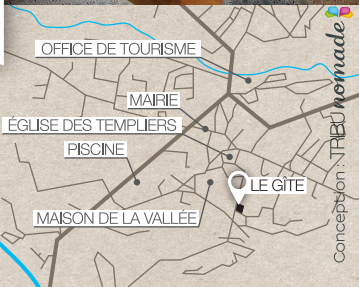 OFFICE DE TOURISME
MAIRIE
ÉGLISE DES TEMPLIERS
PISCINE
LE GÎTE
MAISON DE LA VALLÉE
Conception : TRIBU nomade